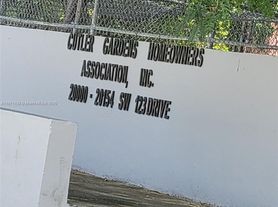 Cutler Gardens Homeowners
Association, Inc.
20000 - 20154 SW 123 Drive